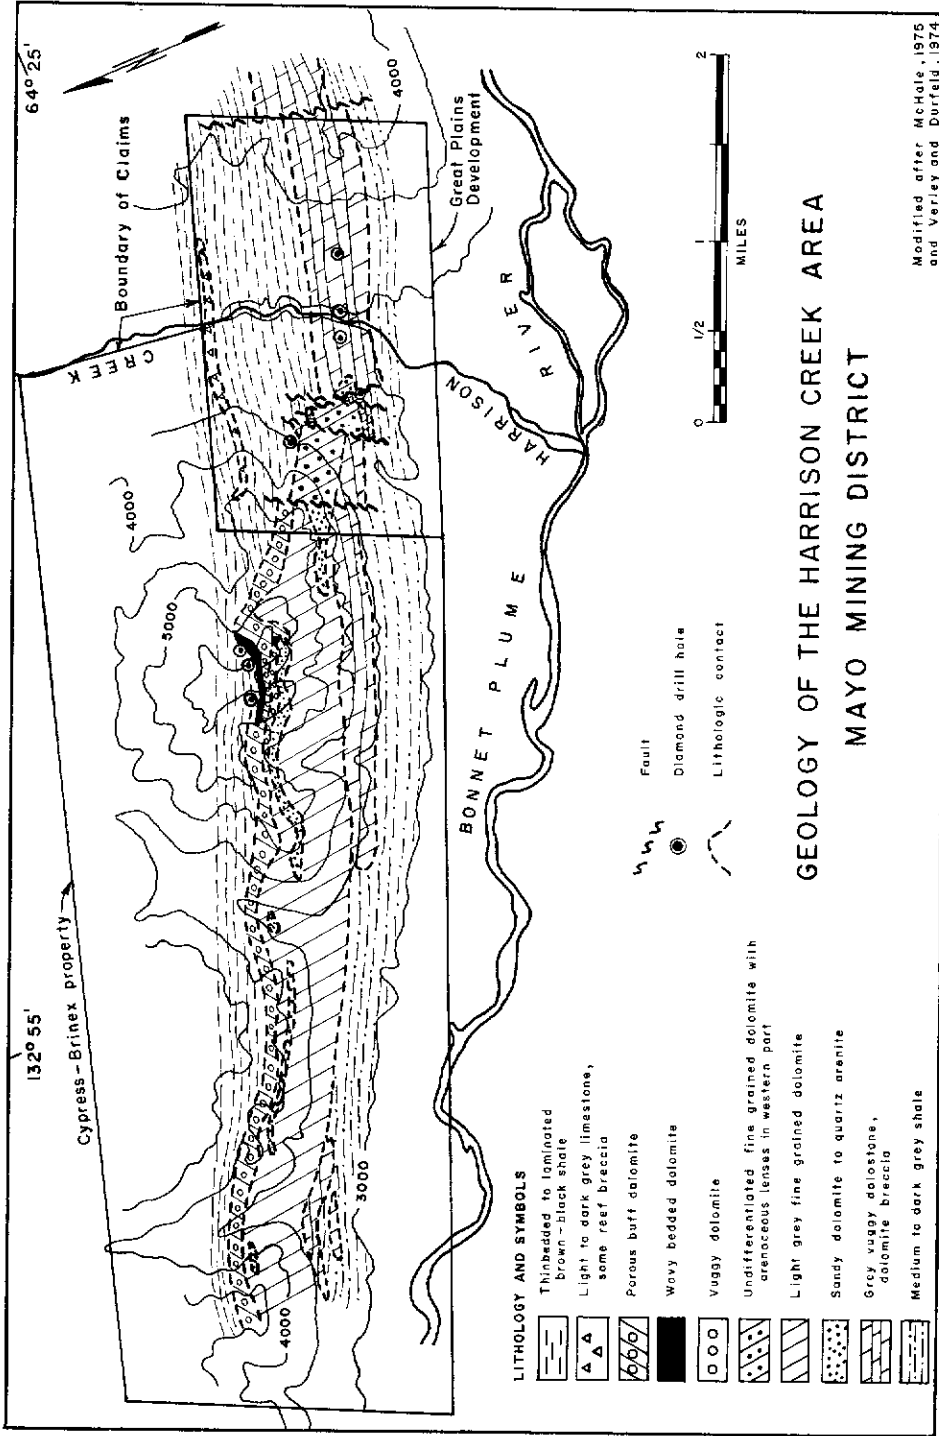 132° 55'
64° 25'
Cypress-Brinex property
Boundary of Claims
CREEK
4000
4000
5000
Great Plains
Development
HARRISON
4000
3000
BONNET PLUME
RIVER
LITHOLOGY AND SYMBOLS
Thinbedded to laminated
brown-black shale
Light to dark grey limestone,
some reef breccia
Porous buff dolomite
Wavy bedded dolomite
Vuggy dolomite
Undifferentiated fine grained dolomite with
arenaceous lenses in western part
Light grey fine grained dolomite
Sandy dolomite to quartz arenite
Grey vuggy dolostone,
dolomite breccia
Medium to dark grey shale
Fault
Diamond drill hole
Lithologic contact
0 1/2 1 2
MILES
GEOLOGY OF THE HARRISON CREEK AREA
MAYO MINING DISTRICT
Modified after McHale, 1975
and Verley and Durfeld, 1974